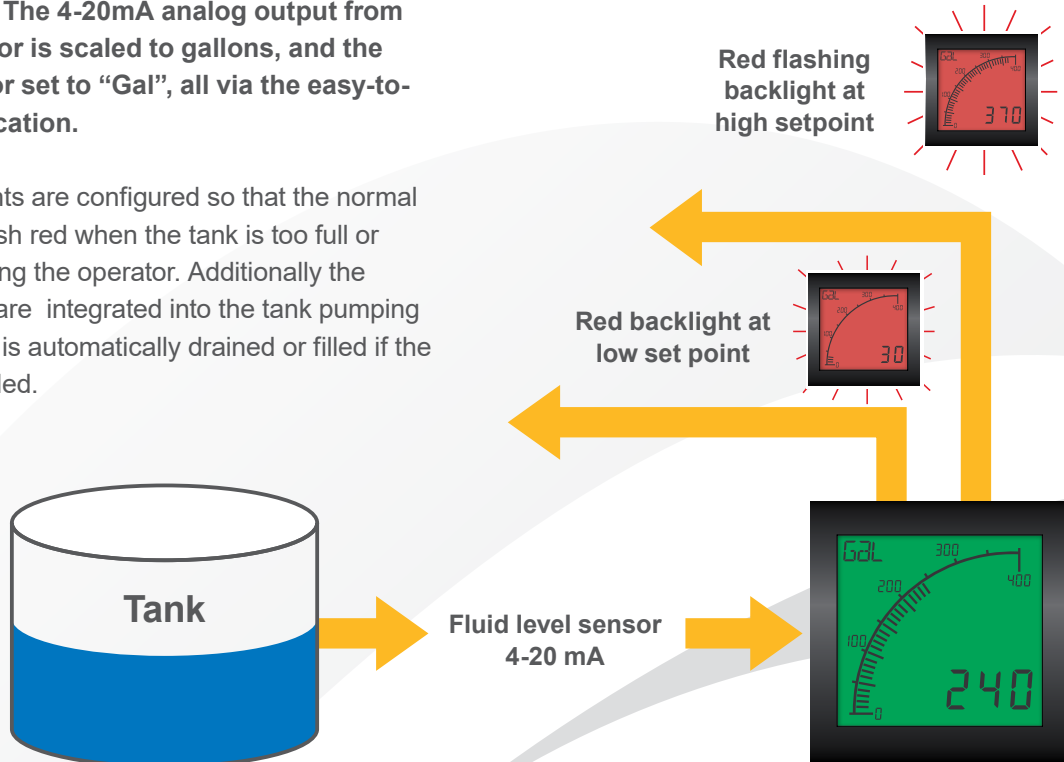 The 4-20mA analog output from
or is scaled to gallons, and the
or set to “Gal”, all via the easy-to-
cation.
nts are configured so that the normal
sh red when the tank is too full or
ing the operator. Additionally the
are integrated into the tank pumping
is automatically drained or filled if the
led.
Red flashing
backlight at
high setpoint
GAL
100
200
300
400
0
370
Red backlight at
low set point
GAL
100
200
300
400
0
30
Tank
Fluid level sensor
4-20 mA
GAL
100
200
300
400
0
240